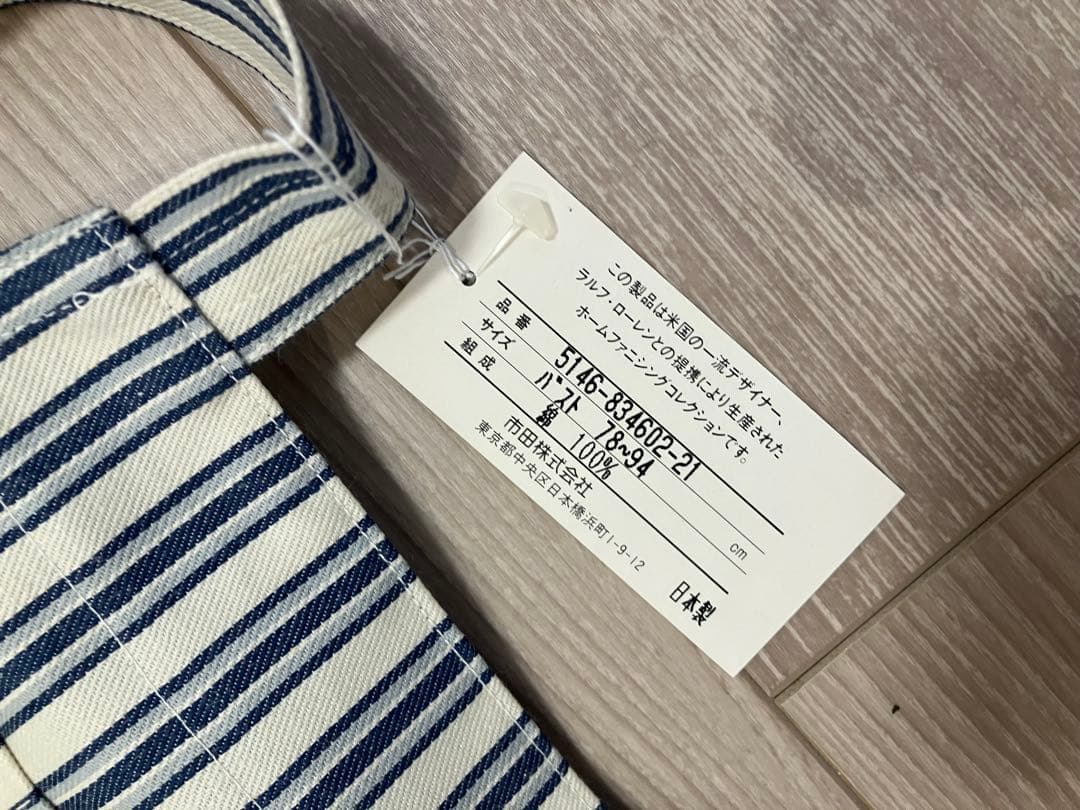 この製品は米国の一流デザイナー、
ラルフ・ローレンとの提携により生産された
ホームファニシングコレクションです。
品番 5146-834602-21
サイズ バスト 78~94 cm
組成 綿 100%
市田株式会社
東京都中央区日本橋浜町1-9-12
日本製